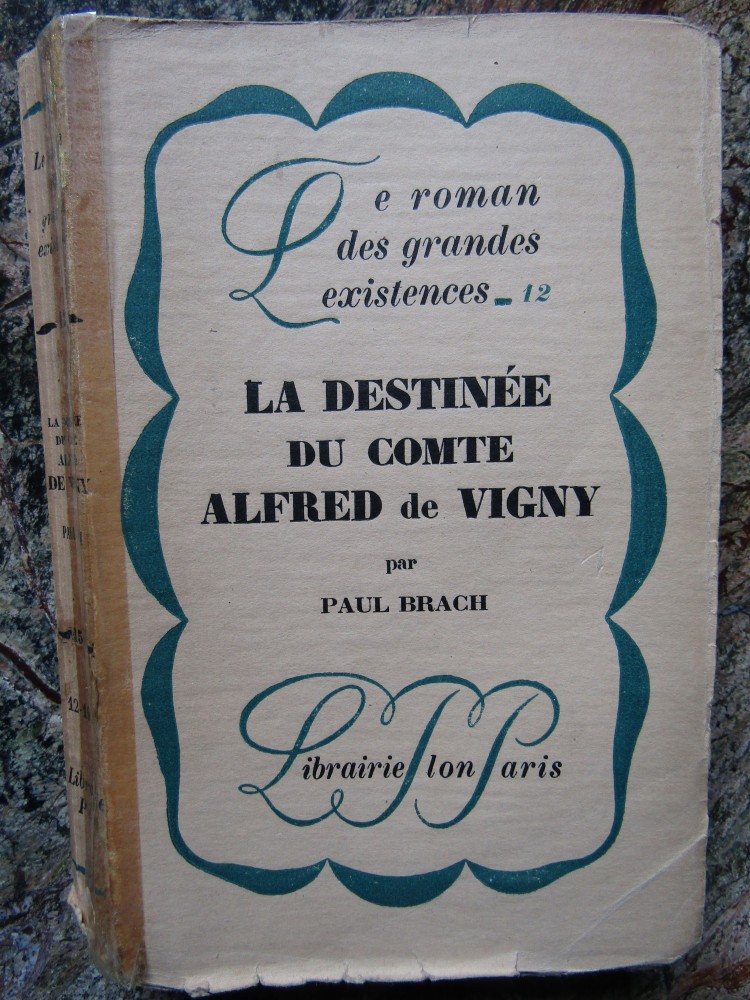 Le roman
des grandes
existences - 12
LA DESTINÉE
DU COMTE
ALFRED de VIGNY
par
PAUL BRACH
Librairie Plon Paris
DE